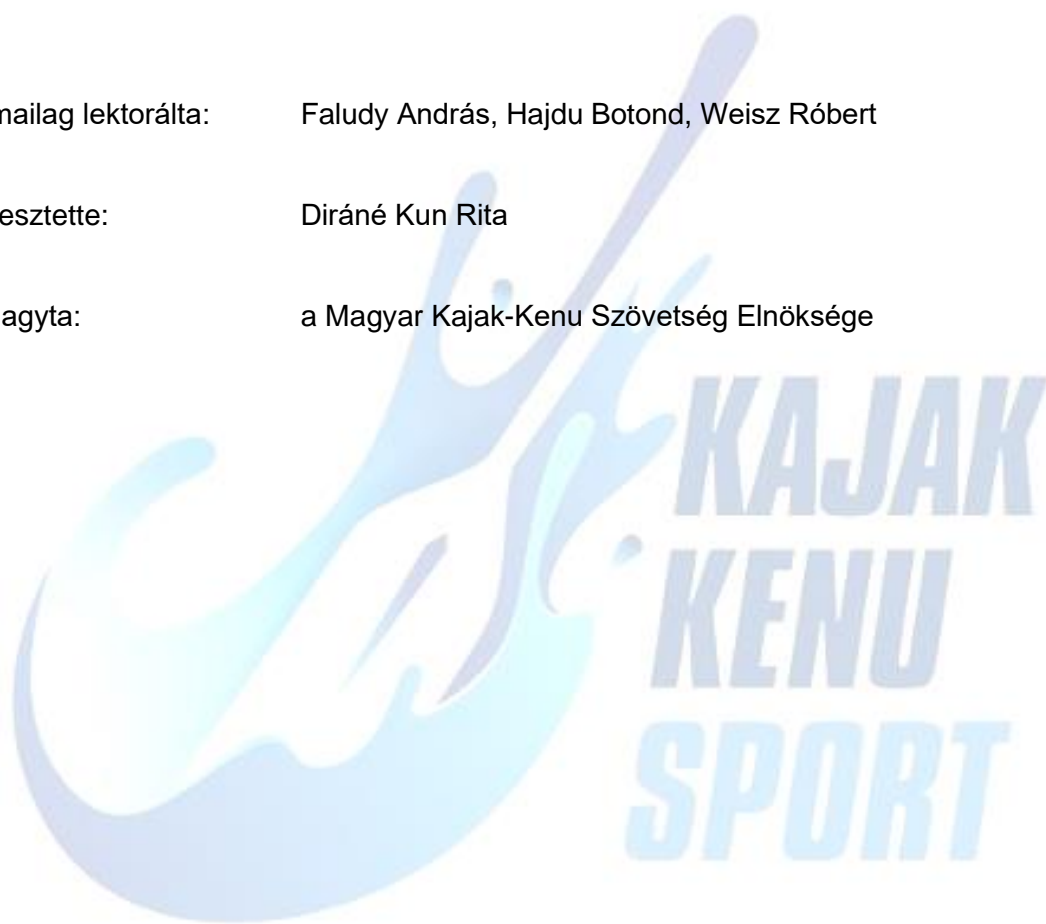 mailag lektorálta: Faludy András, Hajdu Botond, Weisz Róbert
esztette: Diráné Kun Rita
agyta: a Magyar Kajak-Kenu Szövetség Elnöksége
KAJAK
KENU
SPORT